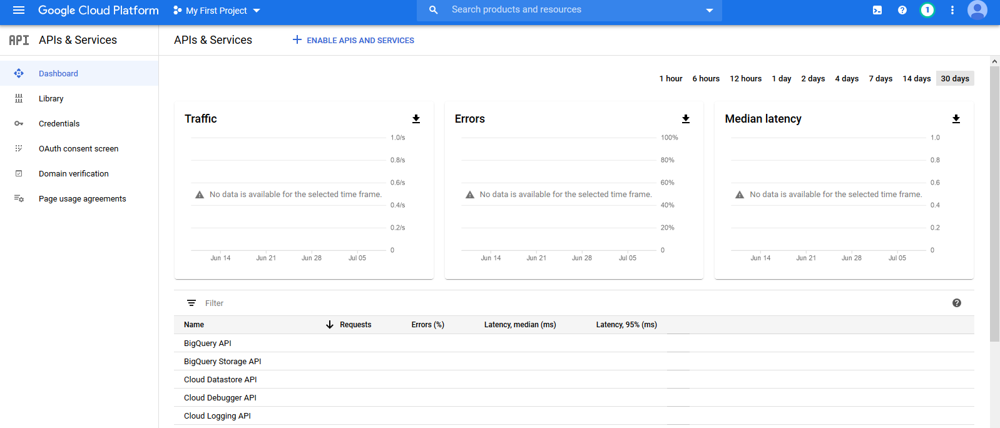 Google Cloud Platform My First Project Search products and resources 1
API APIs & Services APIs & Services + ENABLE APIS AND SERVICES
Dashboard
Library
Credentials
OAuth consent screen
Domain verification
Page usage agreements
1 hour 6 hours 12 hours 1 day 2 days 4 days 7 days 14 days 30 days
Traffic
1.0/s
0.8/s
0.6/s
No data is available for the selected time frame.
0.4/s
0.2/s
0
Jun 14 Jun 21 Jun 28 Jul 05
Errors
100%
80%
60%
No data is available for the selected time frame.
40%
20%
0
Jun 14 Jun 21 Jun 28 Jul 05
Median latency
1.0
0.8
0.6
No data is available for the selected time frame.
0.4
0.2
0
Jun 14 Jun 21 Jun 28 Jul 05
Filter
Name Requests Errors (%) Latency, median (ms) Latency, 95% (ms)
BigQuery API
BigQuery Storage API
Cloud Datastore API
Cloud Debugger API
Cloud Logging API